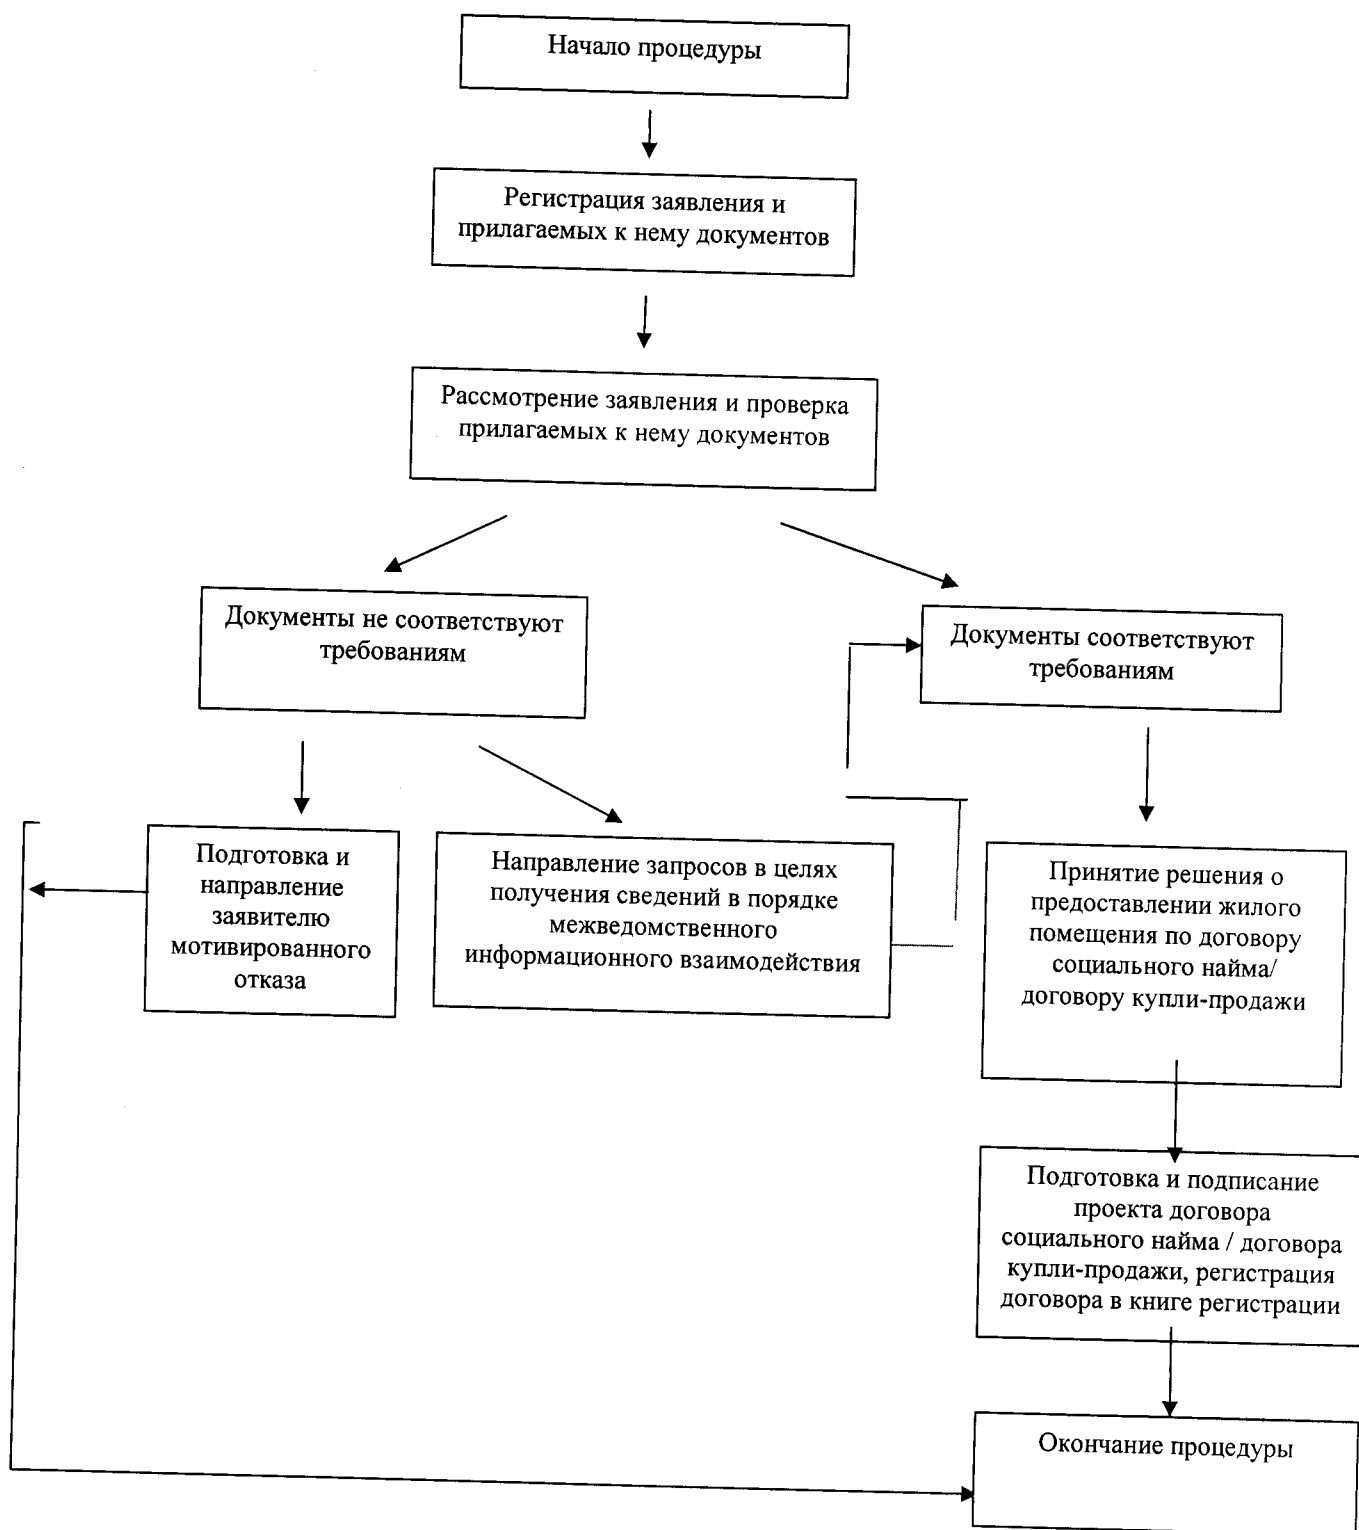 Начало процедуры
Регистрация заявления и
прилагаемых к нему документов
Рассмотрение заявления и проверка
прилагаемых к нему документов
Документы не соответствуют
требованиям
Документы соответствуют
требованиям
Подготовка и
направление
заявителю
мотивированного
отказа
Направление запросов в целях
получения сведений в порядке
межведомственного
информационного взаимодействия
Принятие решения о
предоставлении жилого
помещения по договору
социального найма/
договору купли-продажи
Подготовка и подписание
проекта договора
социального найма / договора
купли-продажи, регистрация
договора в книге регистрации
Окончание процедуры